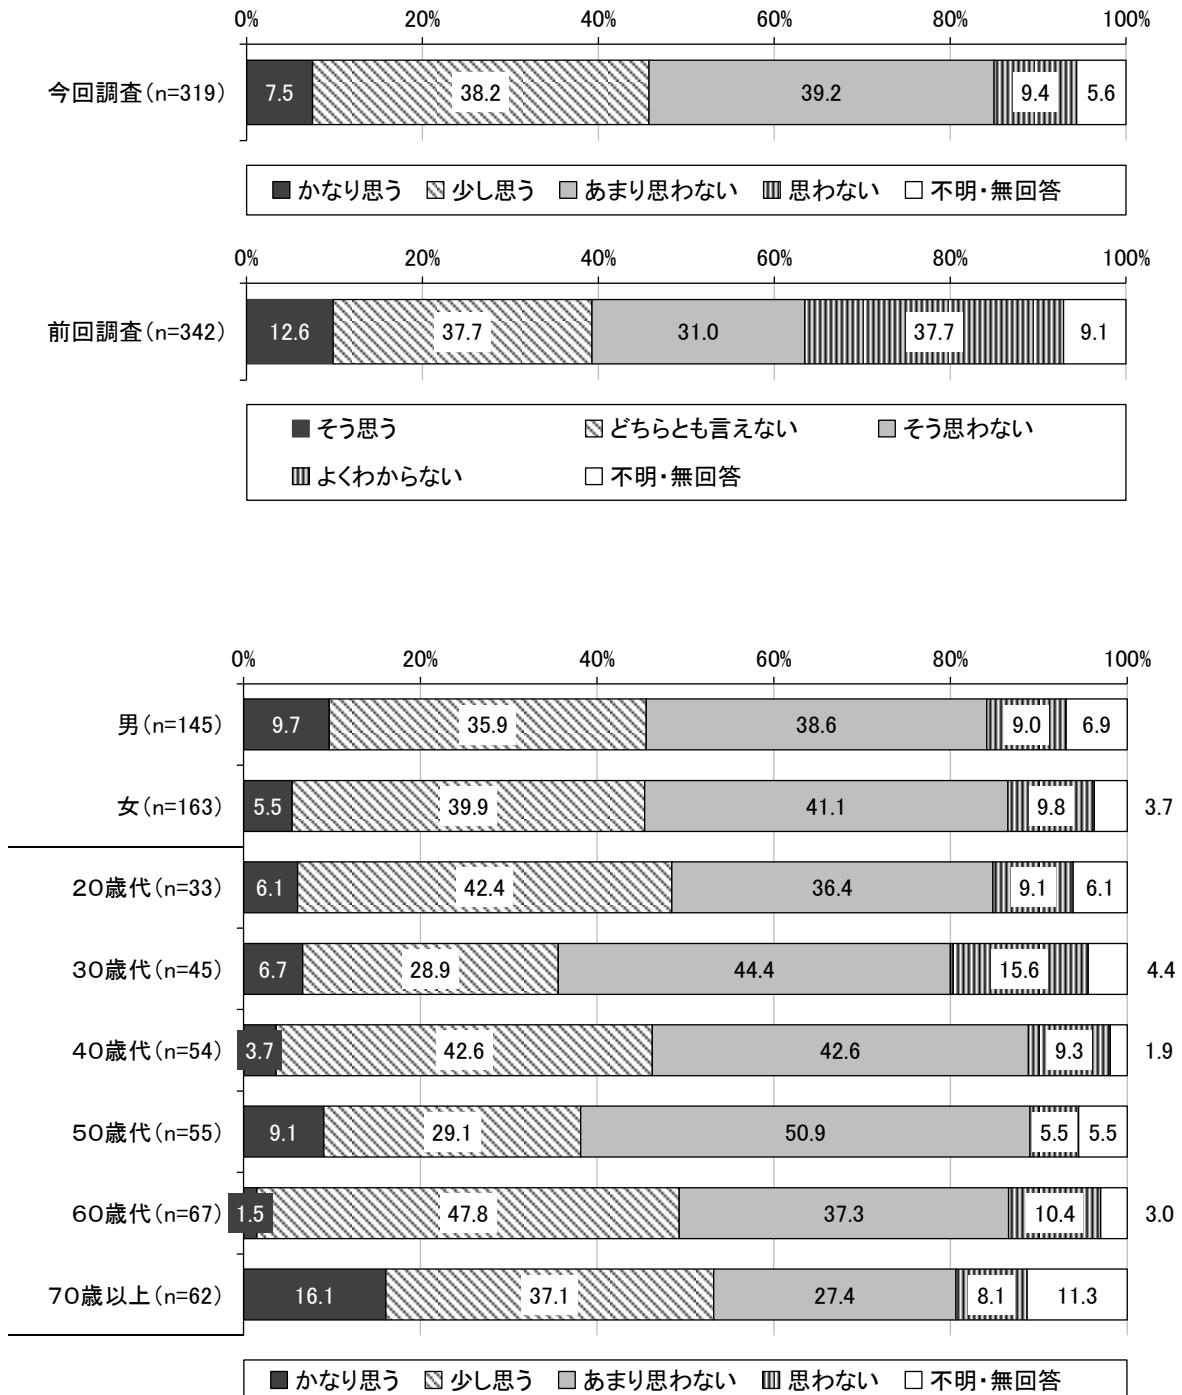 0% 20% 40% 60% 80% 100%
今回調査(n=319) 7.5 38.2 39.2 9.4 5.6
かなり思う 少し思う あまり思わない 思わない 不明・無回答
0% 20% 40% 60% 80% 100%
前回調査(n=342) 12.6 37.7 31.0 37.7 9.1
そう思う どちらとも言えない そう思わない
よくわからない 不明・無回答
0% 20% 40% 60% 80% 100%
男(n=145) 9.7 35.9 38.6 9.0 6.9
女(n=163) 5.5 39.9 41.1 9.8 3.7
20歳代(n=33) 6.1 42.4 36.4 9.1 6.1
30歳代(n=45) 6.7 28.9 44.4 15.6 4.4
40歳代(n=54) 3.7 42.6 42.6 9.3 1.9
50歳代(n=55) 9.1 29.1 50.9 5.5 5.5
60歳代(n=67) 1.5 47.8 37.3 10.4 3.0
70歳以上(n=62) 16.1 37.1 27.4 8.1 11.3
かなり思う 少し思う あまり思わない 思わない 不明・無回答